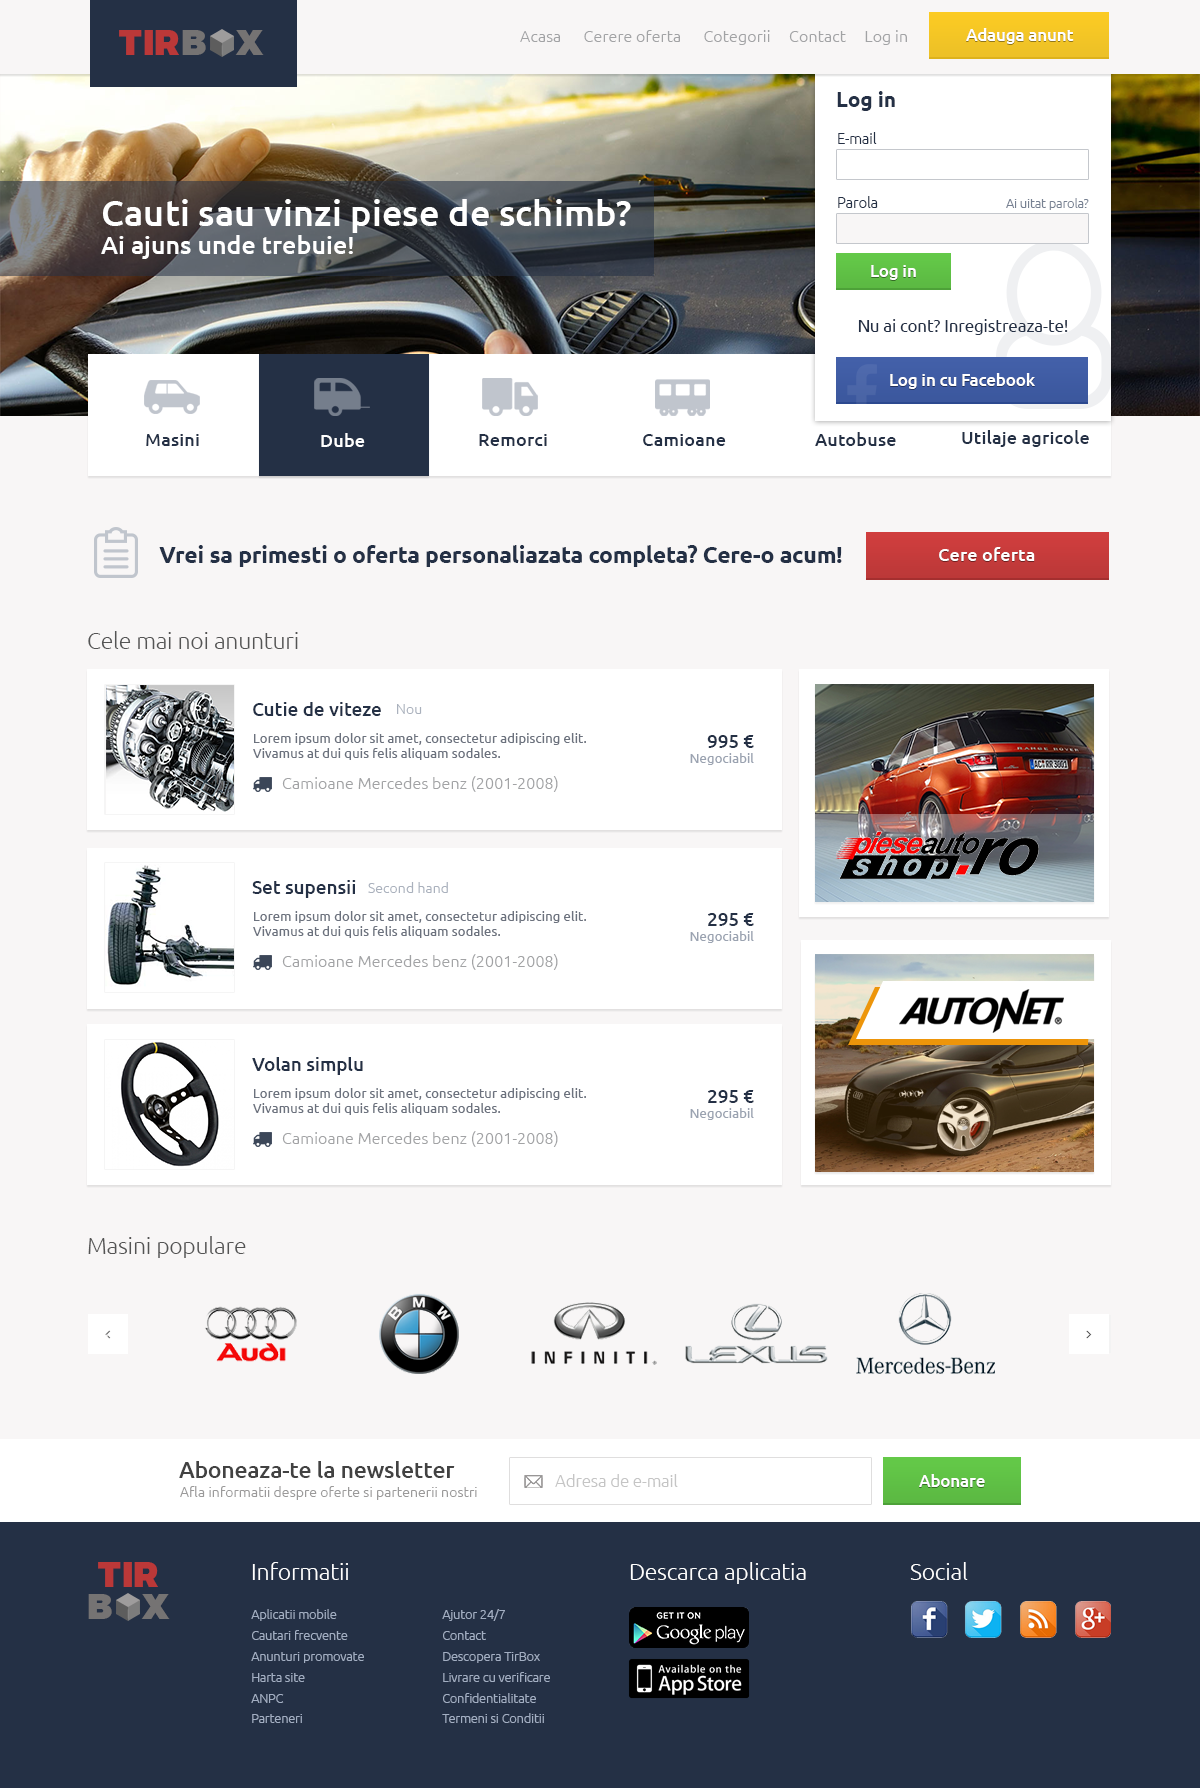 TIRBOX
Acasa
Cerere oferta
Cotegorii
Contact
Log in
Adauga anunt
Log in
E-mail
Parola
Ai uitat parola?
Log in
Nu ai cont? Inregistreaza-te!
Log in cu Facebook
Cauti sau vinzi piese de schimb?
Ai ajuns unde trebuie!
Masini
Dube
Remorci
Camioane
Autobuse
Utilaje agricole
Vrei sa primesti o oferta personaliazata completa? Cere-o acum!
Cere oferta
Cele mai noi anunturi
Cutie de viteze Nou
Lorem ipsum dolor sit amet, consectetur adipiscing elit.
Vivamus at dui quis felis aliquam sodales.
Camioane Mercedes benz (2001-2008)
995 €
Negociabil
Set supensii Second hand
Lorem ipsum dolor sit amet, consectetur adipiscing elit.
Vivamus at dui quis felis aliquam sodales.
Camioane Mercedes benz (2001-2008)
295 €
Negociabil
Volan simplu
Lorem ipsum dolor sit amet, consectetur adipiscing elit.
Vivamus at dui quis felis aliquam sodales.
Camioane Mercedes benz (2001-2008)
295 €
Negociabil
RANGE ROVER
pieseauto
shop.ro
AUTONET®
Masini populare
Audi
BMW
INFINITI.
LEXUS
Mercedes-Benz
Aboneaza-te la newsletter
Afla informatii despre oferte si partenerii nostri
Adresa de e-mail
Abonare
TIR
BOX
Informatii
Aplicatii mobile
Cautari frecvente
Anunturi promovate
Harta site
ANPC
Parteneri
Ajutor 24/7
Contact
Descopera TirBox
Livrare cu verificare
Confidentialitate
Termeni si Conditii
Descarca aplicatia
GET IT ON
Google play
Available on the
App Store
Social
f
g+